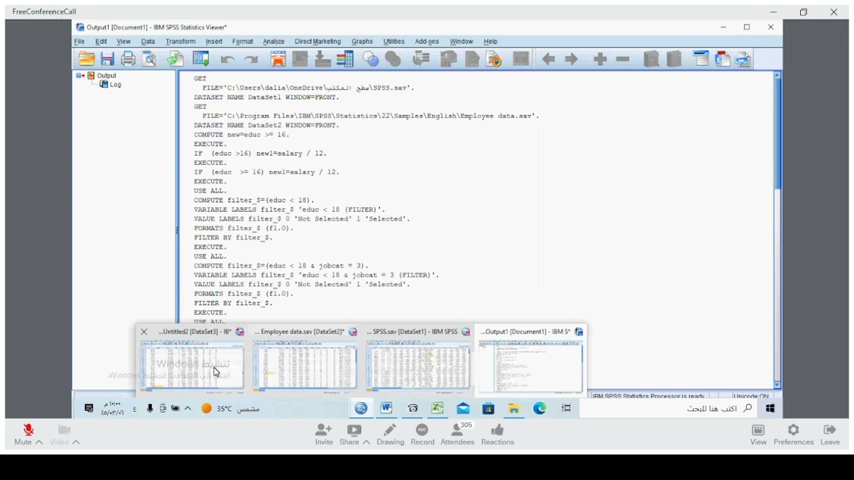 FreeConferenceCall
Output1 [Document1] - IBM SPSS Statistics Viewer*
File Edit View Data Transform Insert Format Analyze Direct Marketing Graphs Utilities Add-ons Window Help
Output
Log
GET
FILE='C:\Users\dalia\OneDrive\سطح المكتب\SPSS.sav'.
DATASET NAME DataSet1 WINDOW=FRONT.
GET
FILE='C:\Program Files\IBM\SPSS\Statistics\22\Samples\English\Employee data.sav'.
DATASET NAME DataSet2 WINDOW=FRONT.
COMPUTE new=educ >= 16.
EXECUTE.
IF (educ >16) new1=salary / 12.
EXECUTE.
IF (educ >= 16) new1=salary / 12.
EXECUTE.
USE ALL.
COMPUTE filter_$=(educ < 18).
VARIABLE LABELS filter_$ 'educ < 18 (FILTER)'.
VALUE LABELS filter_$ 0 'Not Selected' 1 'Selected'.
FORMATS filter_$ (f1.0).
FILTER BY filter_$.
EXECUTE.
USE ALL.
COMPUTE filter_$=(educ < 18 & jobcat = 3).
VARIABLE LABELS filter_$ 'educ < 18 & jobcat = 3 (FILTER)'.
VALUE LABELS filter_$ 0 'Not Selected' 1 'Selected'.
FORMATS filter_$ (f1.0).
FILTER BY filter_$.
EXECUTE.
USE ALL.
...Untitled2 [DataSet3] - IB* ...Employee data.sav [DataSet2]* ...SPSS.sav [DataSet1] - IBM SPSS ...Output1 [Document1] - IBM S*
تنشيط Windows
IBM SPSS Statistics Processor is ready Unicode:ON
35°C مشمس
اكتب هنا للبحث
Mute Video Invite Share Drawing Record Attendees 305 Reactions View Preferences Leave